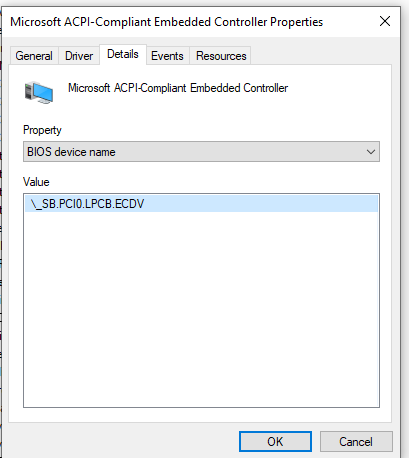 Microsoft ACPI-Compliant Embedded Controller Properties
General Driver Details Events Resources
Microsoft ACPI-Compliant Embedded Controller
Property
BIOS device name
Value
\_SB.PCI0.LPCB.ECDV
OK Cancel